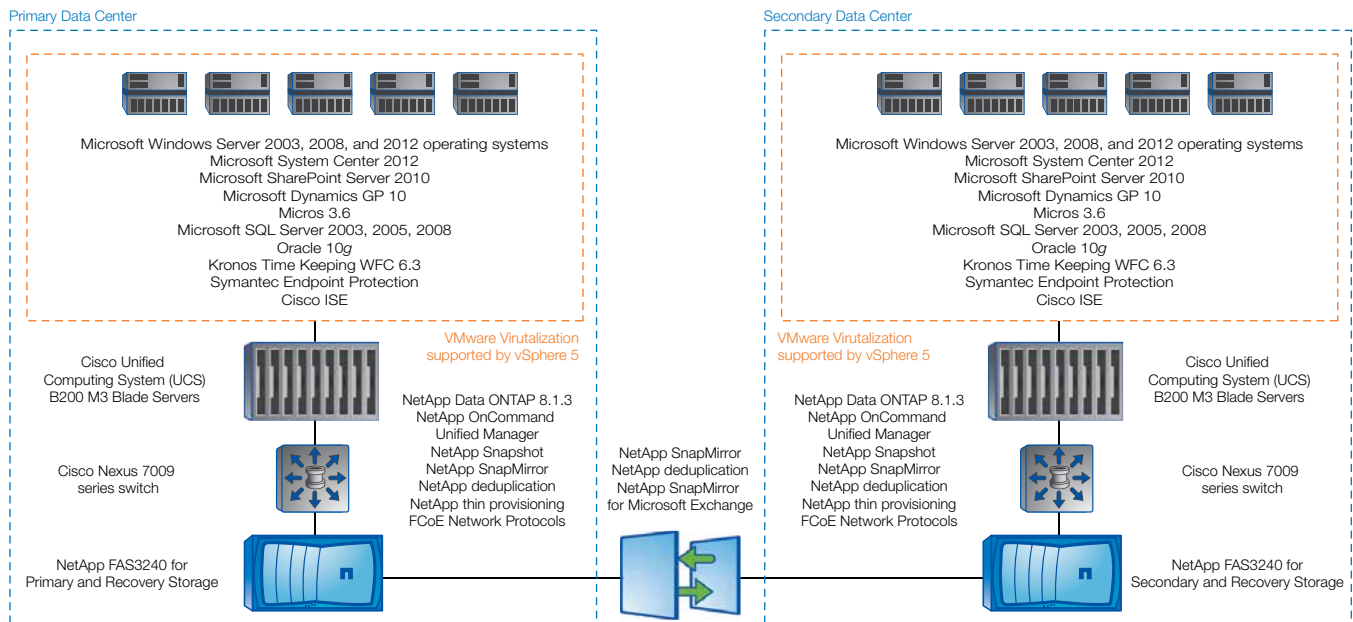 Primary Data Center
Microsoft Windows Server 2003, 2008, and 2012 operating systems
Microsoft System Center 2012
Microsoft SharePoint Server 2010
Microsoft Dynamics GP 10
Micros 3.6
Microsoft SQL Server 2003, 2005, 2008
Oracle 10g
Kronos Time Keeping WFC 6.3
Symantec Endpoint Protection
Cisco ISE
VMware Virutalization
supported by vSphere 5
Cisco Unified
Computing System (UCS)
B200 M3 Blade Servers
Cisco Nexus 7009
series switch
NetApp FAS3240 for
Primary and Recovery Storage
NetApp Data ONTAP 8.1.3
NetApp OnCommand
Unified Manager
NetApp Snapshot
NetApp SnapMirror
NetApp deduplication
NetApp thin provisioning
FCoE Network Protocols
NetApp SnapMirror
NetApp deduplication
NetApp SnapMirror
for Microsoft Exchange
Secondary Data Center
Microsoft Windows Server 2003, 2008, and 2012 operating systems
Microsoft System Center 2012
Microsoft SharePoint Server 2010
Microsoft Dynamics GP 10
Micros 3.6
Microsoft SQL Server 2003, 2005, 2008
Oracle 10g
Kronos Time Keeping WFC 6.3
Symantec Endpoint Protection
Cisco ISE
VMware Virutalization
supported by vSphere 5
NetApp Data ONTAP 8.1.3
NetApp OnCommand
Unified Manager
NetApp Snapshot
NetApp SnapMirror
NetApp deduplication
NetApp thin provisioning
FCoE Network Protocols
Cisco Unified
Computing System (UCS)
B200 M3 Blade Servers
Cisco Nexus 7009
series switch
NetApp FAS3240 for
Secondary and Recovery Storage